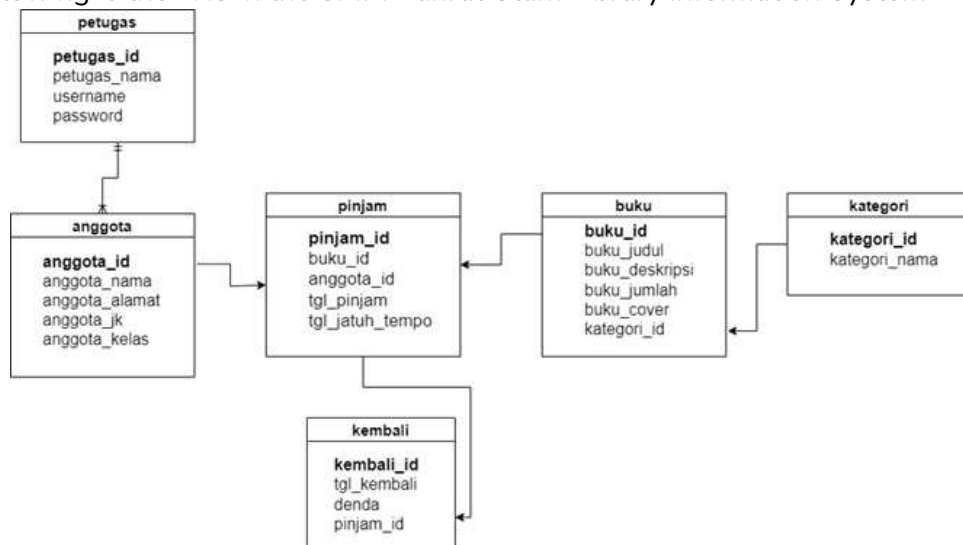 petugas
petugas_id
petugas_nama
username
password
anggota
anggota_id
anggota_nama
anggota_alamat
anggota_jk
anggota_kelas
pinjam
pinjam_id
buku_id
anggota_id
tgl_pinjam
tgl_jatuh_tempo
buku
buku_id
buku_judul
buku_deskripsi
buku_jumlah
buku_cover
kategori_id
kategori
kategori_id
kategori_nama
kembali
kembali_id
tgl_kembali
denda
pinjam_id